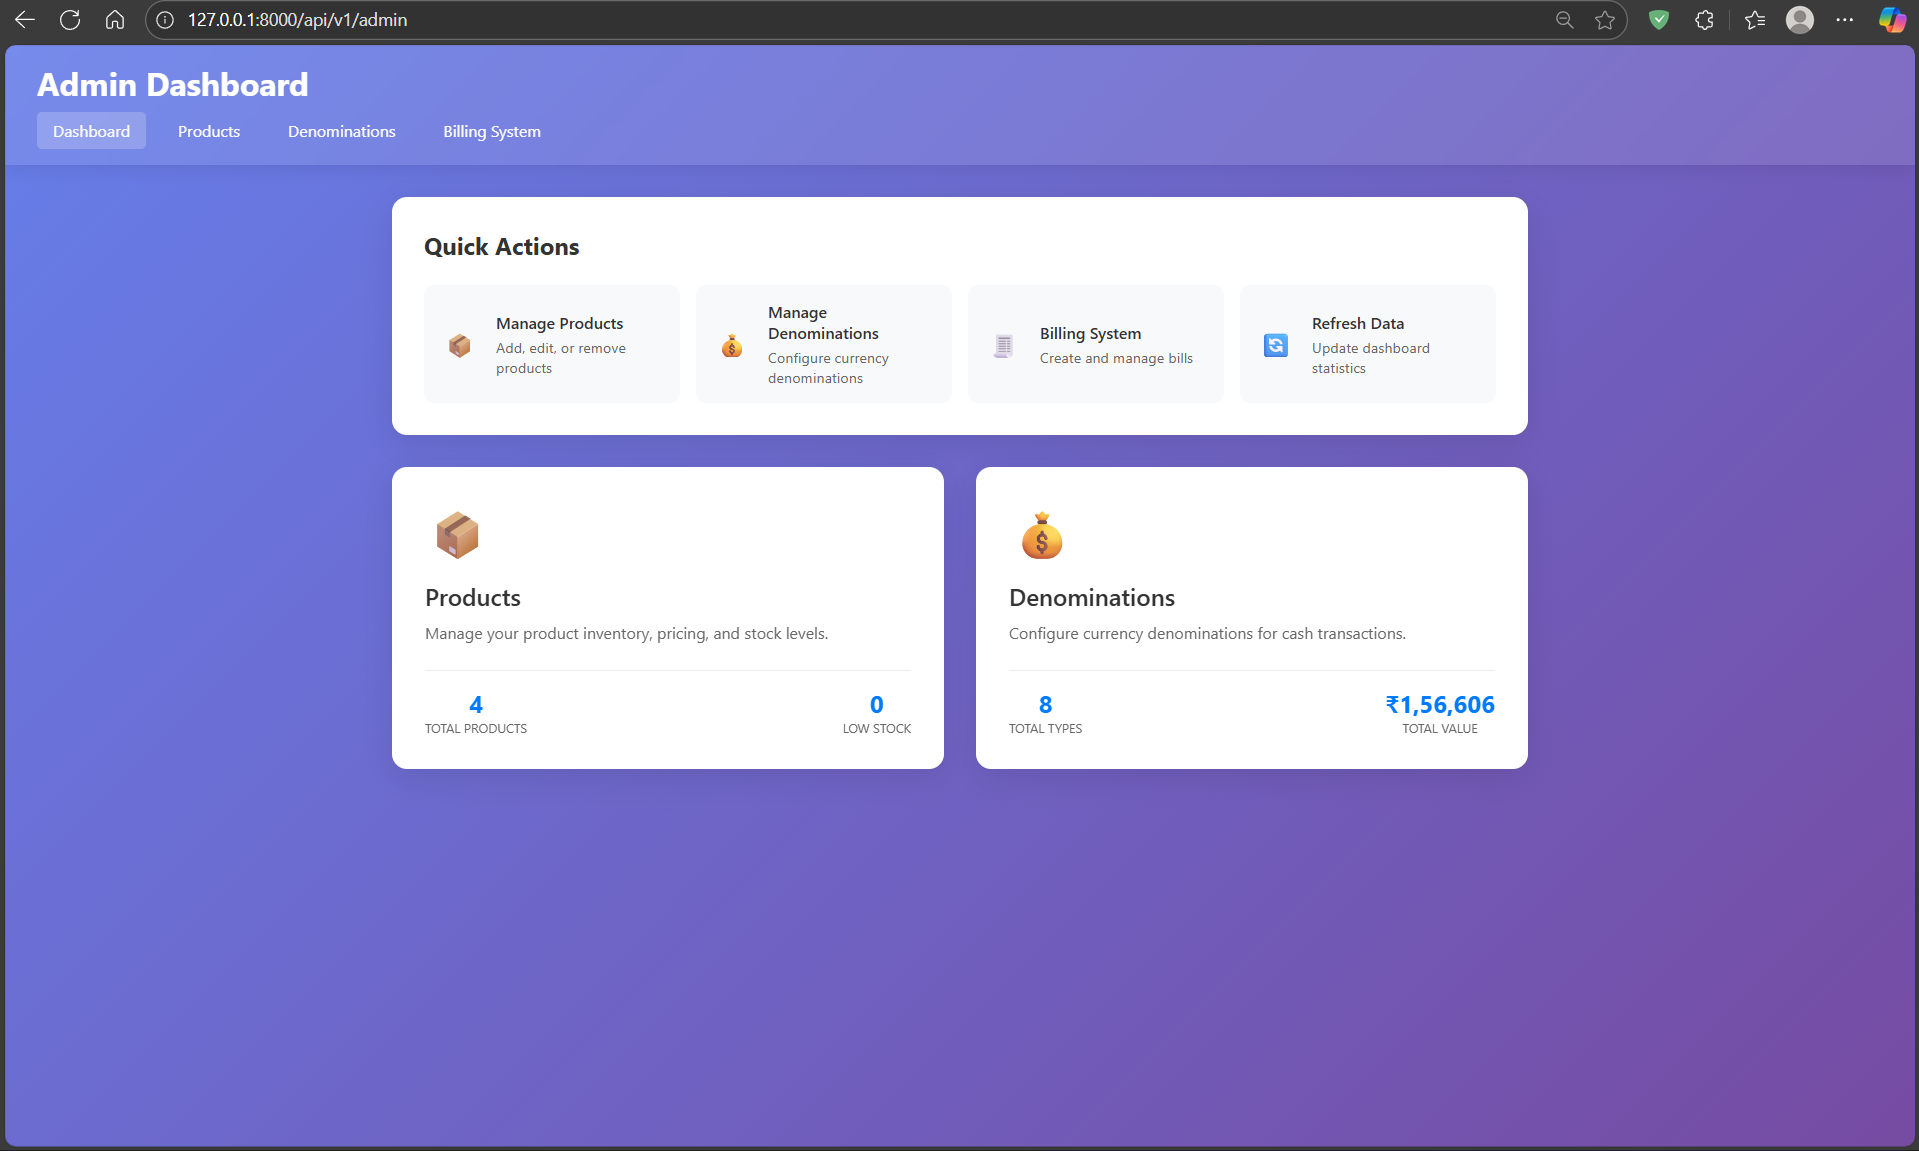 127.0.0.1:8000/api/v1/admin
Admin Dashboard
Dashboard
Products
Denominations
Billing System
Quick Actions
Manage Products
Add, edit, or remove
products
Manage
Denominations
Configure currency
denominations
Billing System
Create and manage bills
Refresh Data
Update dashboard
statistics
Products
Manage your product inventory, pricing, and stock levels.
4
TOTAL PRODUCTS
0
LOW STOCK
Denominations
Configure currency denominations for cash transactions.
8
TOTAL TYPES
₹1,56,606
TOTAL VALUE